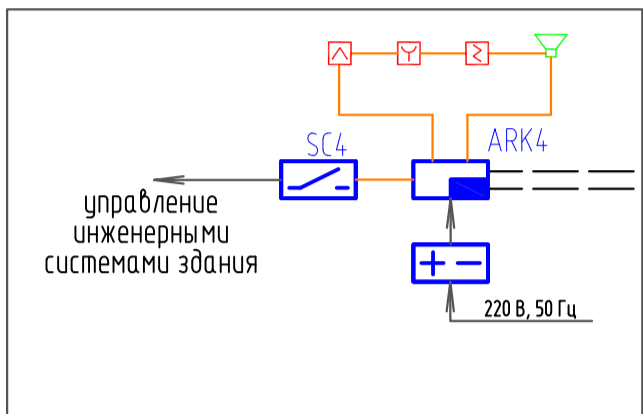 SC4
ARK4
управление
инженерными
системами здания
220 В, 50 Гц